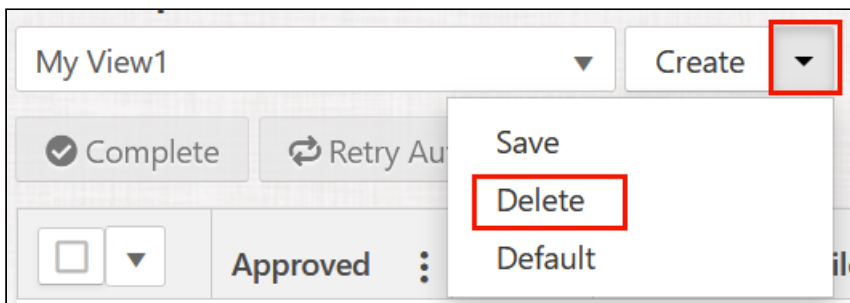 My View1
Create
Complete
Retry Au
Save
Delete
Default
Approved